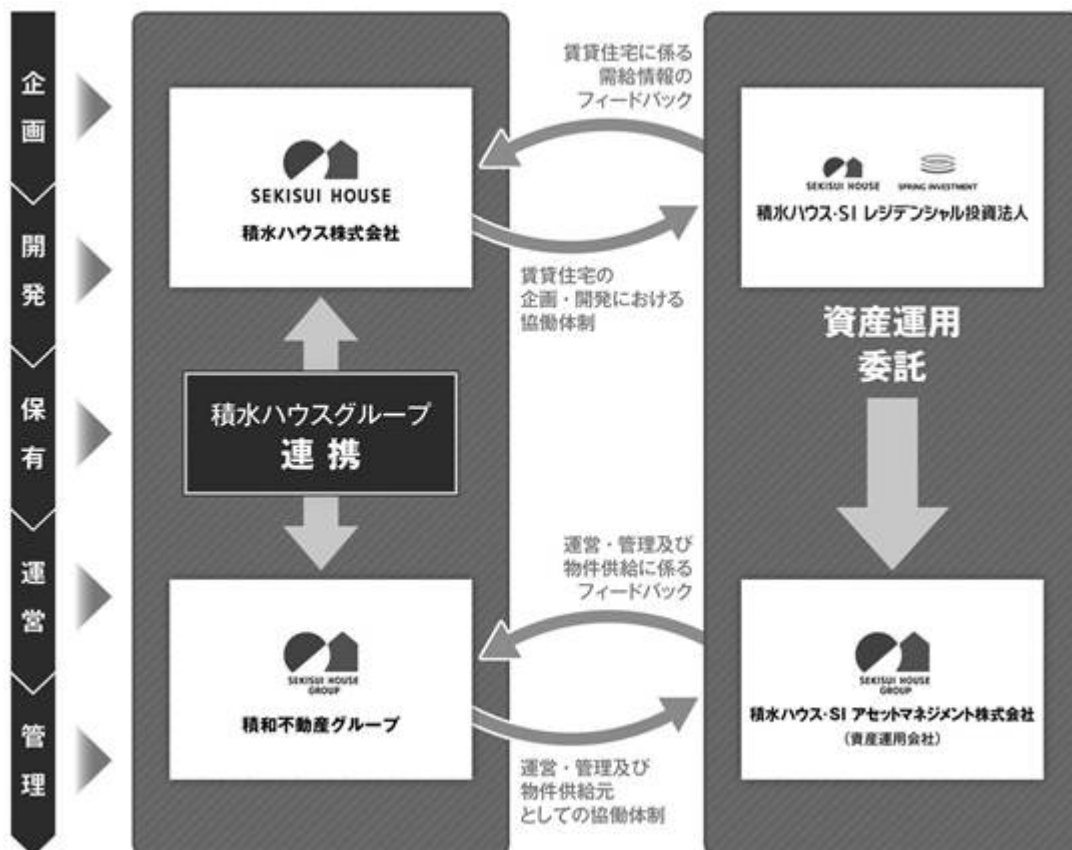 企画
開発
保有
運営
管理
SEKISUI HOUSE
積水ハウス株式会社
賃貸住宅に係る
需給情報の
フィードバック
賃貸住宅の
企画・開発における
協働体制
SEKISUI HOUSE
SPRING INVESTMENT
積水ハウス・SI レジデンシャル投資法人
資産運用
委託
積水ハウスグループ
連携
運営・管理及び
物件供給に係る
フィードバック
SEKISUI HOUSE
GROUP
積和不動産グループ
運営・管理及び
物件供給元
としての協働体制
SEKISUI HOUSE
GROUP
積水ハウス・SI アセットマネジメント株式会社
(資産運用会社)